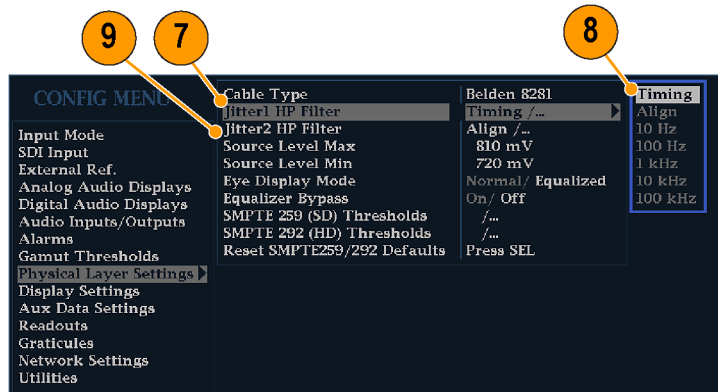 9
7
8
CONFIG MENU
Input Mode
SDI Input
External Ref.
Analog Audio Displays
Digital Audio Displays
Audio Inputs/Outputs
Alarms
Gamut Thresholds
Physical Layer Settings
Display Settings
Aux Data Settings
Readouts
Graticules
Network Settings
Utilities
Cable Type Belden 8281
Jitter1 HP Filter Timing /...
Jitter2 HP Filter Align /...
Source Level Max 810 mV
Source Level Min 720 mV
Eye Display Mode Normal/ Equalized
Equalizer Bypass On/ Off
SMPTE 259 (SD) Thresholds /...
SMPTE 292 (HD) Thresholds /...
Reset SMPTE259/292 Defaults Press SEL
Timing
Align
10 Hz
100 Hz
1 kHz
10 kHz
100 kHz